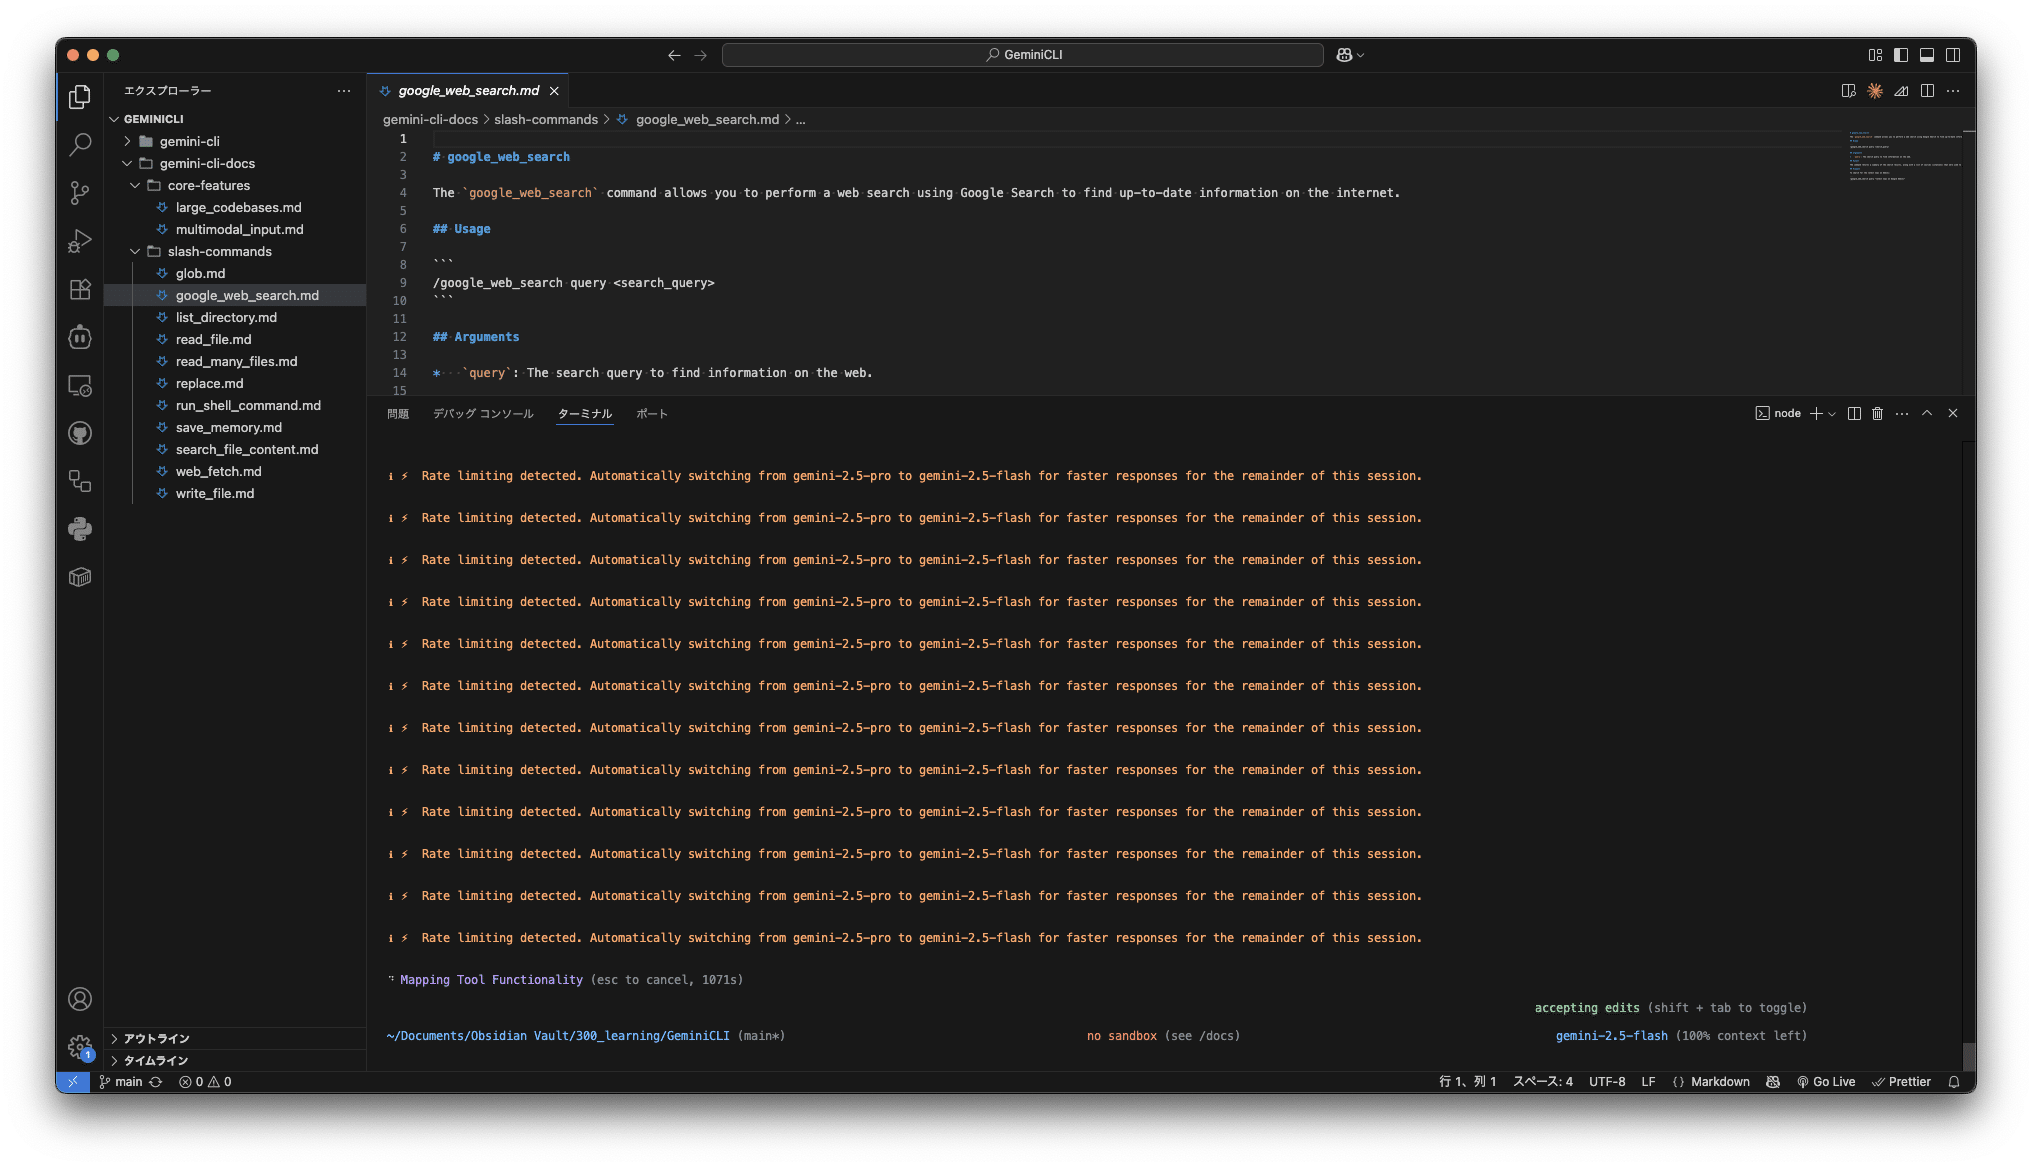 GeminiCLI
エクスプローラー
GEMINICLI
gemini-cli
gemini-cli-docs
core-features
large_codebases.md
multimodal_input.md
slash-commands
glob.md
google_web_search.md
list_directory.md
read_file.md
read_many_files.md
replace.md
run_shell_command.md
save_memory.md
search_file_content.md
web_fetch.md
write_file.md
アウトライン
タイムライン
1
google_web_search.md
gemini-cli-docs > slash-commands > google_web_search.md > ...
1
2 # google_web_search
3
4 The `google_web_search` command allows you to perform a web search using Google Search to find up-to-date information on the internet.
5
6 ## Usage
7
8 ```
9 /google_web_search query <search_query>
10 ```
11
12 ## Arguments
13
14 * `query`: The search query to find information on the web.
15
問題 デバッグ コンソール ターミナル ポート node
i ⚡ Rate limiting detected. Automatically switching from gemini-2.5-pro to gemini-2.5-flash for faster responses for the remainder of this session.
i ⚡ Rate limiting detected. Automatically switching from gemini-2.5-pro to gemini-2.5-flash for faster responses for the remainder of this session.
i ⚡ Rate limiting detected. Automatically switching from gemini-2.5-pro to gemini-2.5-flash for faster responses for the remainder of this session.
i ⚡ Rate limiting detected. Automatically switching from gemini-2.5-pro to gemini-2.5-flash for faster responses for the remainder of this session.
i ⚡ Rate limiting detected. Automatically switching from gemini-2.5-pro to gemini-2.5-flash for faster responses for the remainder of this session.
i ⚡ Rate limiting detected. Automatically switching from gemini-2.5-pro to gemini-2.5-flash for faster responses for the remainder of this session.
i ⚡ Rate limiting detected. Automatically switching from gemini-2.5-pro to gemini-2.5-flash for faster responses for the remainder of this session.
i ⚡ Rate limiting detected. Automatically switching from gemini-2.5-pro to gemini-2.5-flash for faster responses for the remainder of this session.
i ⚡ Rate limiting detected. Automatically switching from gemini-2.5-pro to gemini-2.5-flash for faster responses for the remainder of this session.
i ⚡ Rate limiting detected. Automatically switching from gemini-2.5-pro to gemini-2.5-flash for faster responses for the remainder of this session.
i ⚡ Rate limiting detected. Automatically switching from gemini-2.5-pro to gemini-2.5-flash for faster responses for the remainder of this session.
i ⚡ Rate limiting detected. Automatically switching from gemini-2.5-pro to gemini-2.5-flash for faster responses for the remainder of this session.
Mapping Tool Functionality (esc to cancel, 1071s)
accepting edits (shift + tab to toggle)
~/Documents/Obsidian Vault/300_learning/GeminiCLI (main*) no sandbox (see /docs) gemini-2.5-flash (100% context left)
main 0 0 行 1、列 1 スペース: 4 UTF-8 LF {} Markdown Go Live Prettier